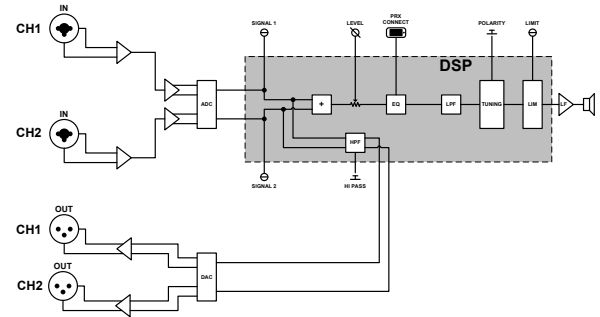 IN
CH1
SIGNAL 1
LEVEL
PRX
CONNECT
POLARITY
LIMIT
DSP
ADC
+
EQ
LPF
TUNING
LIM
LF
IN
CH2
HPF
SIGNAL 2
HI PASS
OUT
CH1
DAC
OUT
CH2